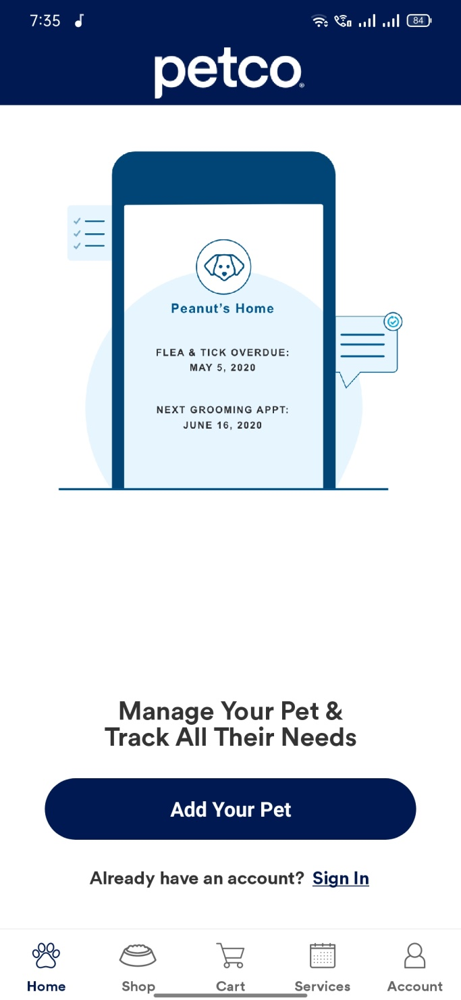 7:35
84
petco®
Peanut's Home
FLEA & TICK OVERDUE:
MAY 5, 2020
NEXT GROOMING APPT:
JUNE 16, 2020
Manage Your Pet &
Track All Their Needs
Add Your Pet
Already have an account? Sign In
Home Shop Cart Services Account